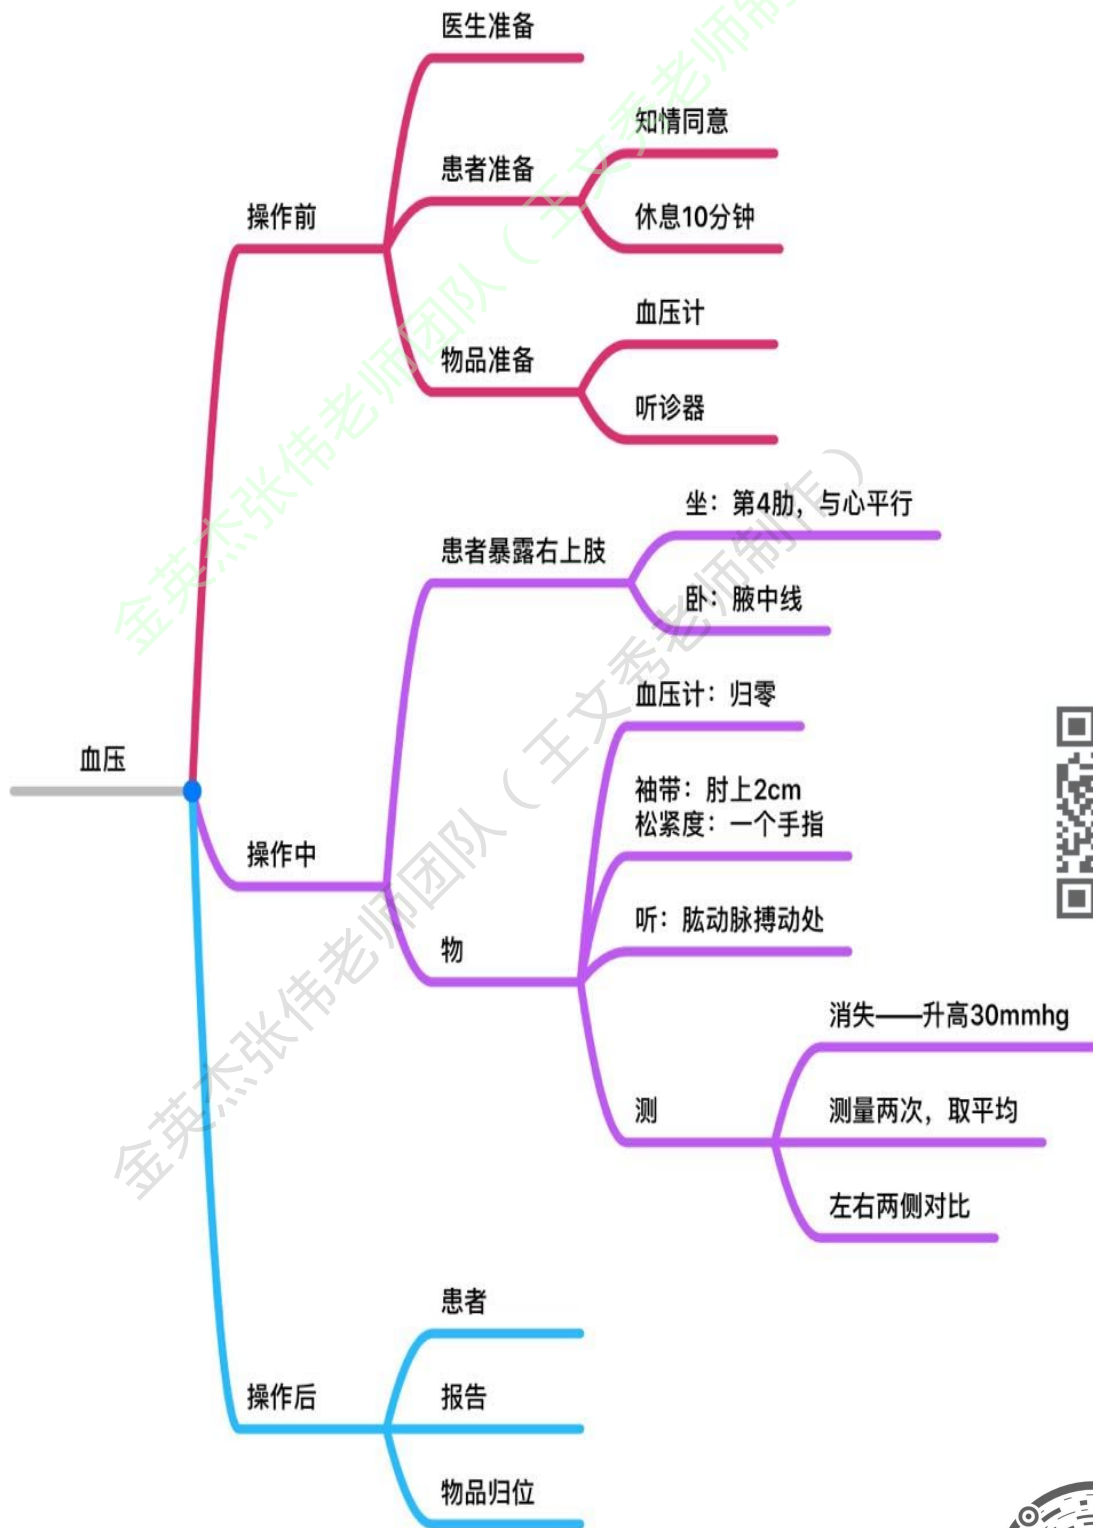 医生准备
知情同意
患者准备
操作前
休息10分钟
血压计
物品准备
听诊器
坐：第4肋，与心平行
患者暴露右上肢
卧：腋中线
血压计：归零
血压
袖带：肘上2cm
松紧度：一个手指
操作中
听：肱动脉搏动处
物
消失——升高30mmhg
测
测量两次，取平均
左右两侧对比
患者
操作后
报告
物品归位
金英杰张伟老师团队（王文秀老师制
金英杰张伟老师团队（王文秀老师制作）